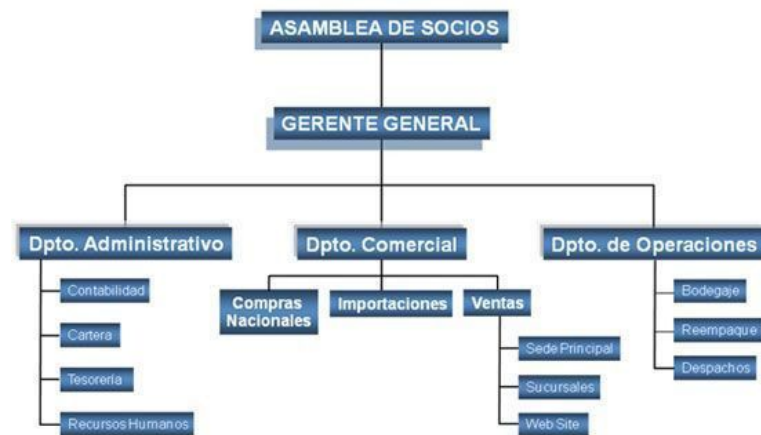 ASAMBLEA DE SOCIOS
GERENTE GENERAL
Dpto. Administrativo
Contabilidad
Cartera
Tesorería
Recursos Humanos
Dpto. Comercial
Compras
Nacionales
Importaciones
Ventas
Sede Principal
Sucursales
Web Site
Dpto. de Operaciones
Bodegaje
Reempaque
Despachos